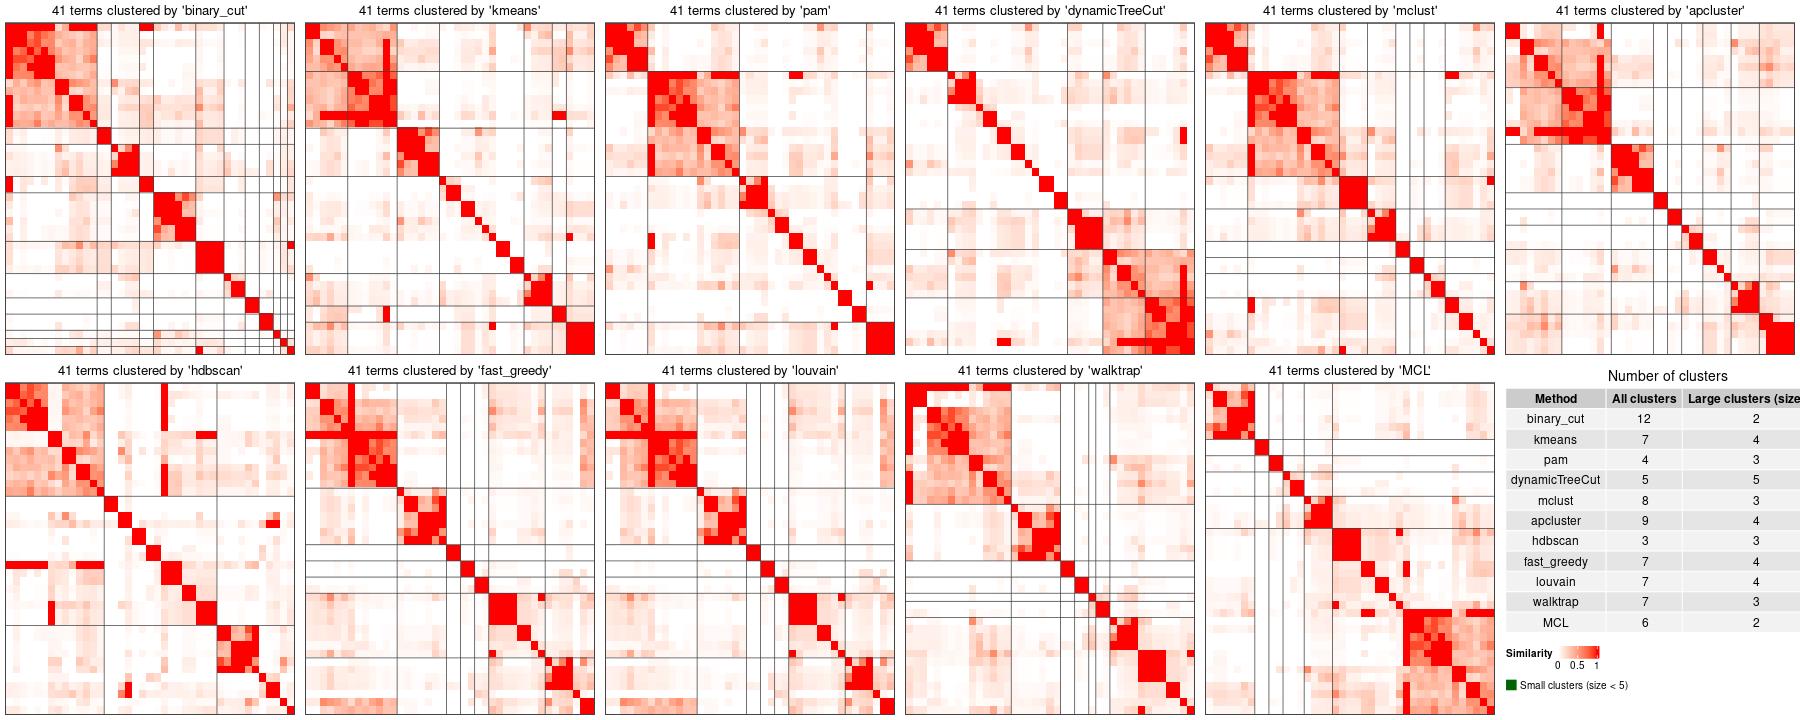 41 terms clustered by 'binary_cut'
41 terms clustered by 'kmeans'
41 terms clustered by 'pam'
41 terms clustered by 'dynamicTreeCut'
41 terms clustered by 'mclust'
41 terms clustered by 'apcluster'
41 terms clustered by 'hdbscan'
41 terms clustered by 'fast_greedy'
41 terms clustered by 'louvain'
41 terms clustered by 'walktrap'
41 terms clustered by 'MCL'
Number of clusters
Method All clusters Large clusters (size
binary_cut 12 2
kmeans 7 4
pam 4 3
dynamicTreeCut 5 5
mclust 8 3
apcluster 9 4
hdbscan 3 3
fast_greedy 7 4
louvain 7 4
walktrap 7 3
MCL 6 2
Similarity
0 0.5 1
Small clusters (size < 5)